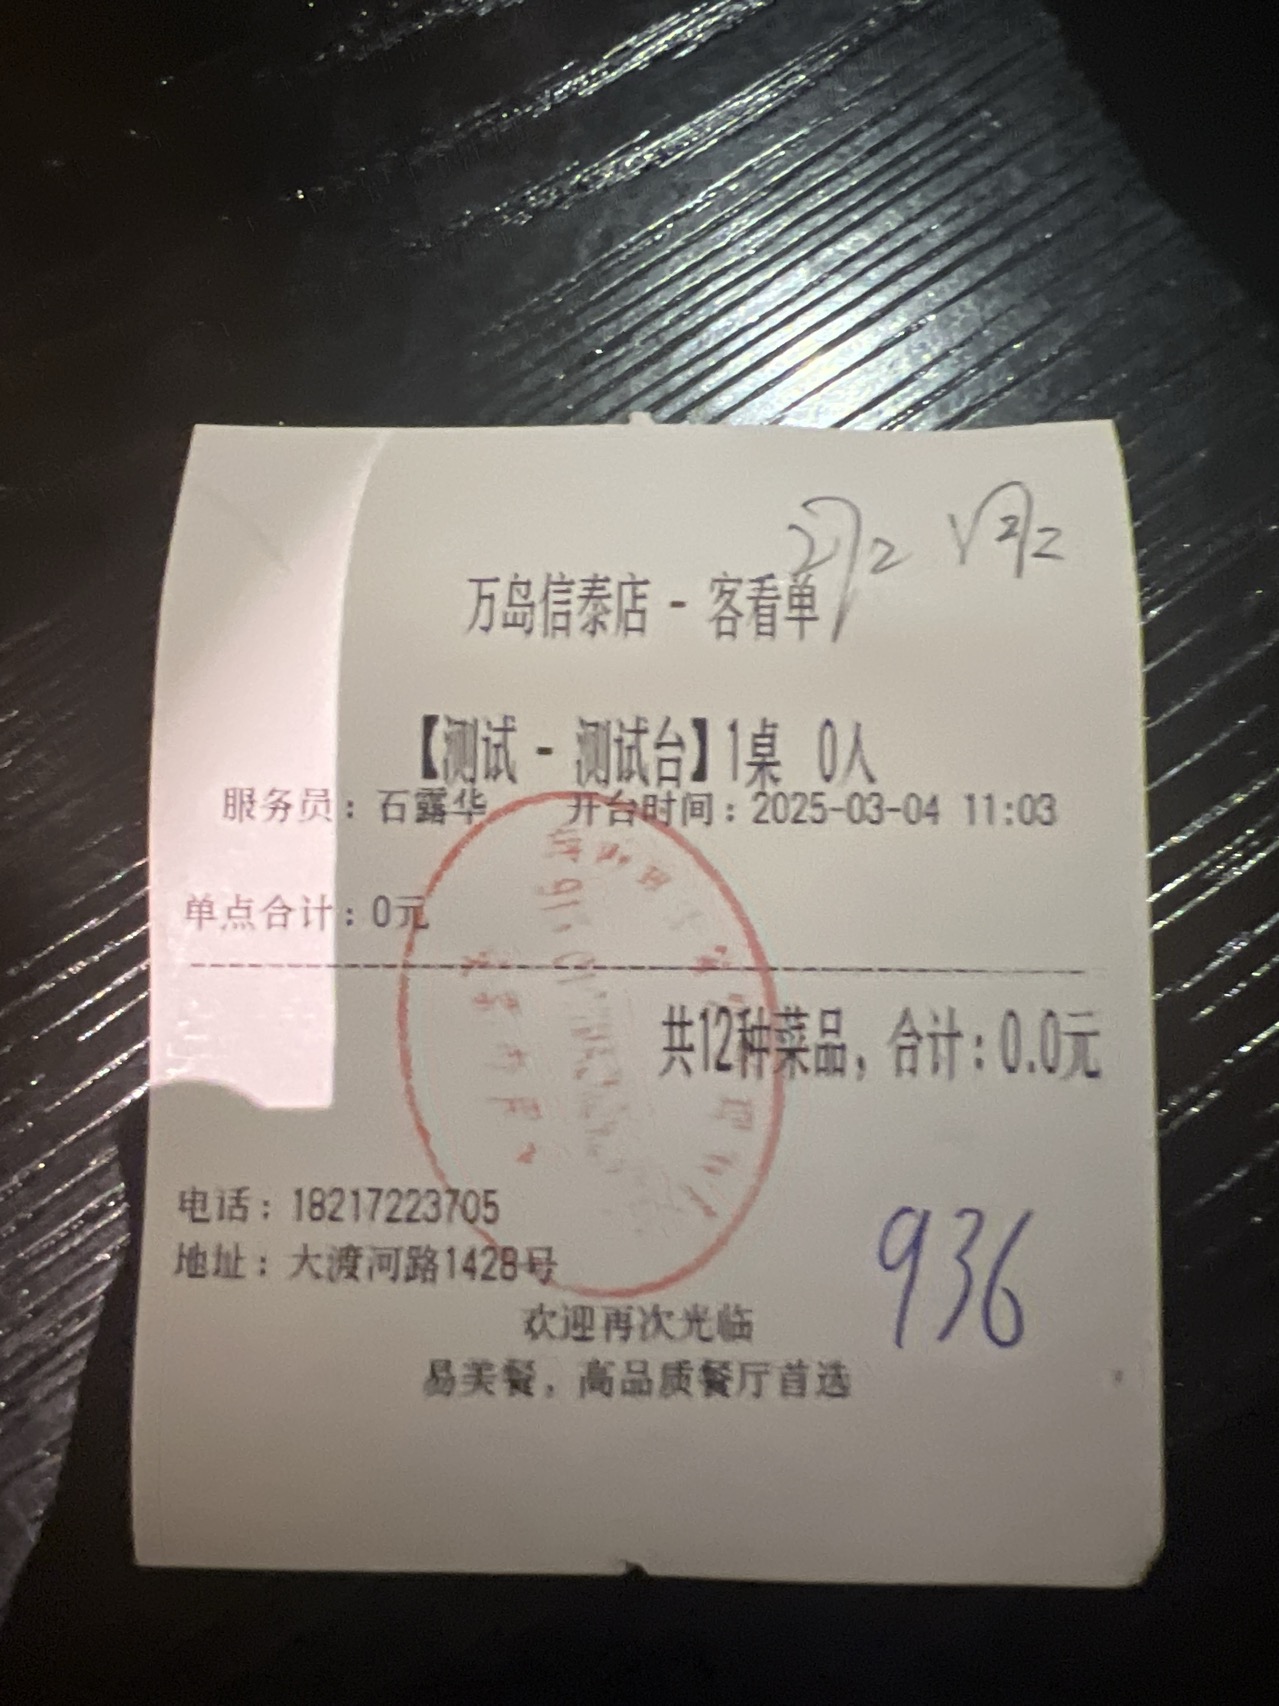 万岛信泰店 - 客看单
【测试 - 测试台】1桌 0人
服务员：石露华 开台时间：2025-03-04 11:03
单点合计：0元
共12种菜品，合计：0.0元
电话：18217223705
地址：大渡河路1428号
936
欢迎再次光临
易美餐，高品质餐厅首选